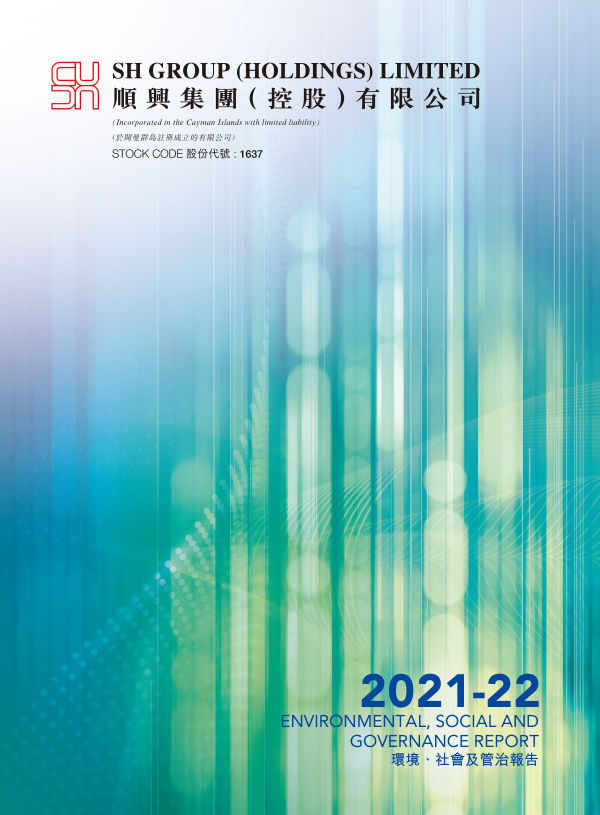 SH GROUP (HOLDINGS) LIMITED
順興集團(控股)有限公司
(Incorporated in the Cayman Islands with limited liability)
(於開曼群島註冊成立的有限公司)
STOCK CODE 股份代號 : 1637
2021-22
ENVIRONMENTAL, SOCIAL AND
GOVERNANCE REPORT
環境、社會及管治報告